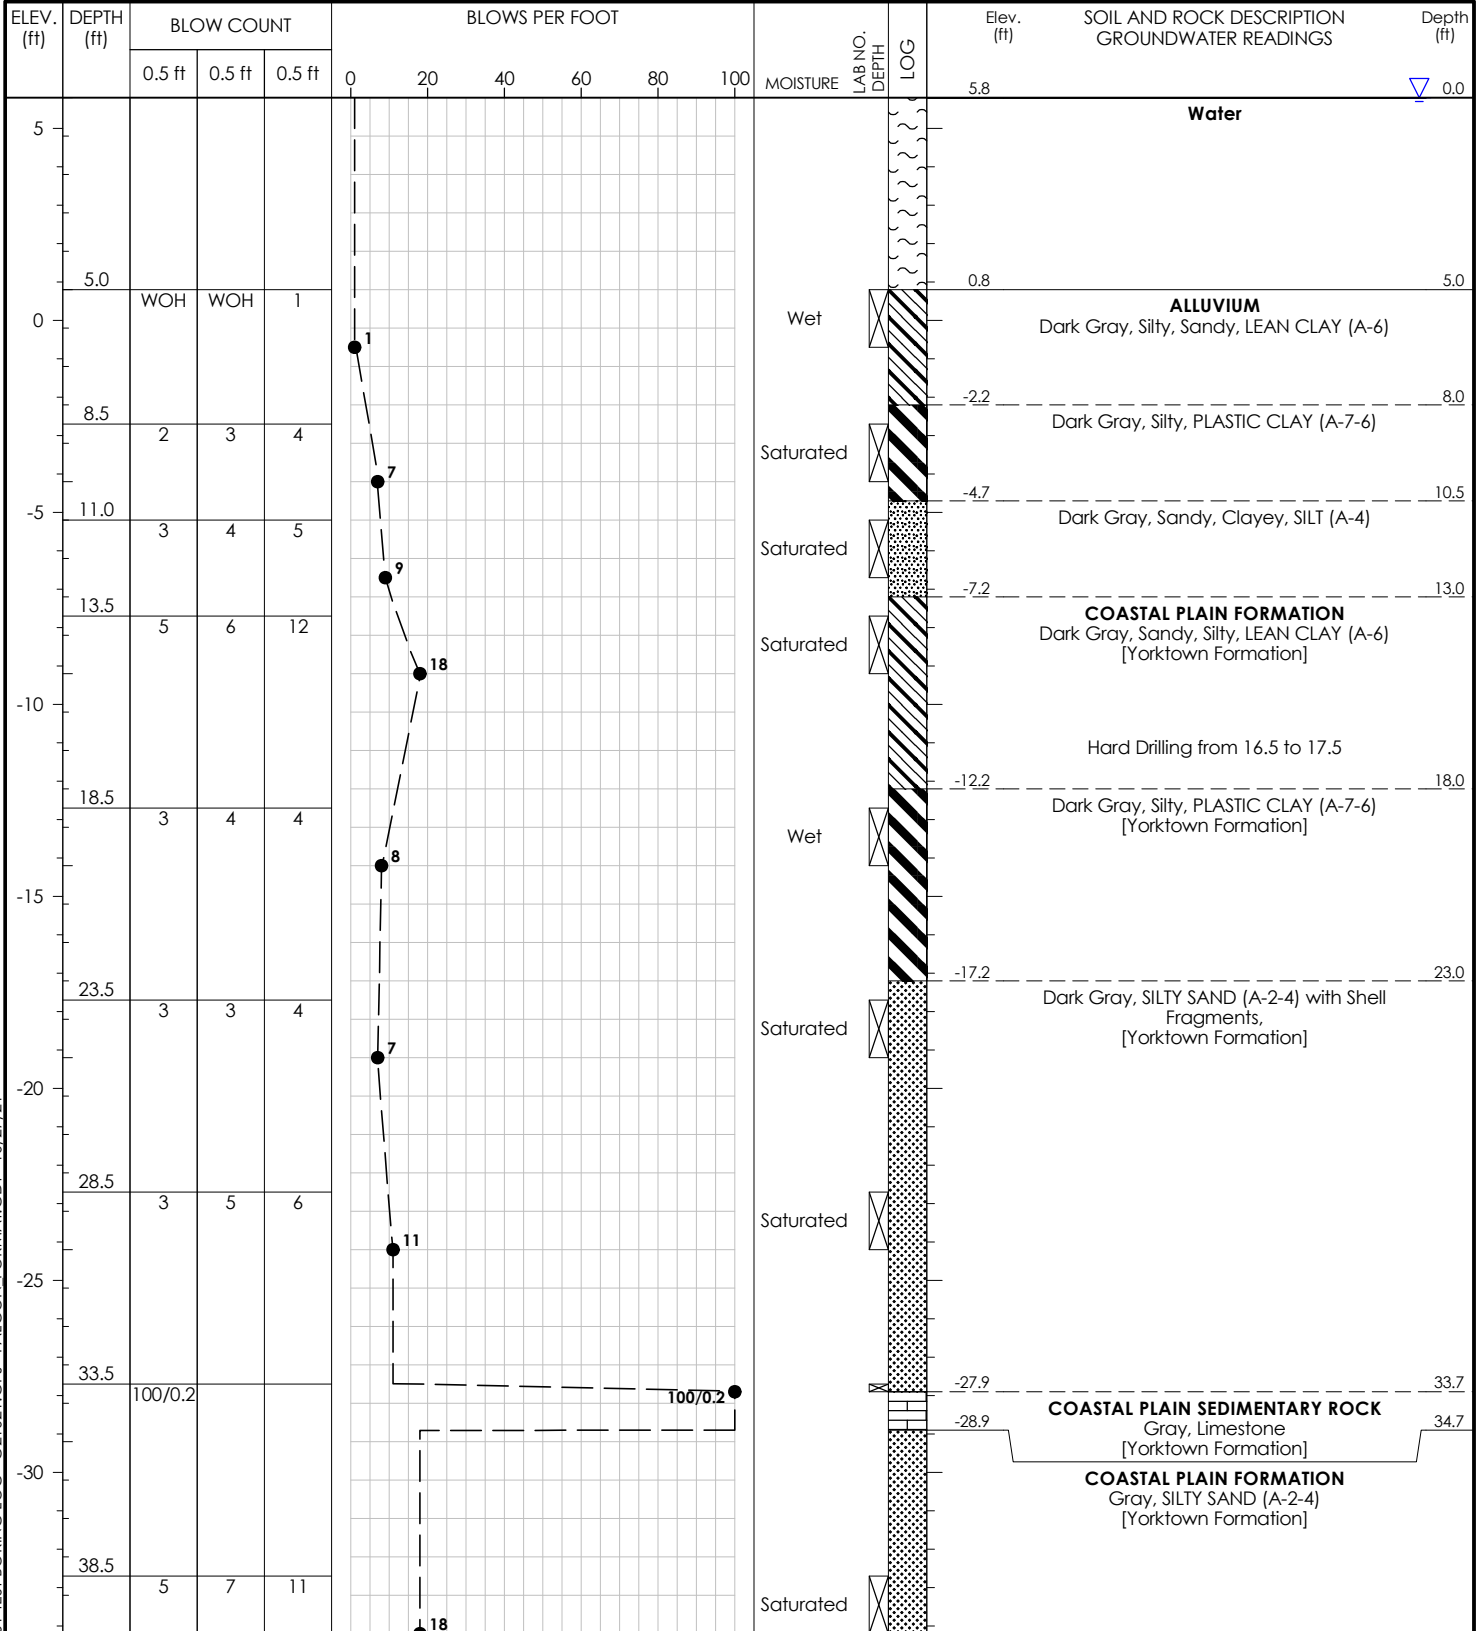 ELEV. (ft) DEPTH (ft) BLOW COUNT BLOWS PER FOOT MOISTURE LAB NO. DEPTH LOG Elev. (ft) SOIL AND ROCK DESCRIPTION GROUNDWATER READINGS Depth (ft)
0.5 ft 0.5 ft 0.5 ft 0 20 40 60 80 100
5.8 0.0
Water
5
5.0 0.8 5.0
WOH WOH 1
ALLUVIUM
0 Wet Dark Gray, Silty, Sandy, LEAN CLAY (A-6)
1
-2.2 8.0
8.5 Dark Gray, Silty, PLASTIC CLAY (A-7-6)
2 3 4
Saturated
7
-4.7 10.5
-5
11.0 Dark Gray, Sandy, Clayey, SILT (A-4)
3 4 5
Saturated
9
-7.2 13.0
13.5 COASTAL PLAIN FORMATION
5 6 12 Dark Gray, Sandy, Silty, LEAN CLAY (A-6)
Saturated [Yorktown Formation]
18
-10
Hard Drilling from 16.5 to 17.5
-12.2 18.0
18.5 Dark Gray, Silty, PLASTIC CLAY (A-7-6)
3 4 4 [Yorktown Formation]
Wet
8
-15
-17.2 23.0
23.5 Dark Gray, SILTY SAND (A-2-4) with Shell
3 3 4 Fragments,
Saturated [Yorktown Formation]
7
-20
28.5
3 5 6
Saturated
11
-25
33.5
-27.9 33.7
100/0.2 100/0.2
COASTAL PLAIN SEDIMENTARY ROCK
-28.9 Gray, Limestone 34.7
[Yorktown Formation]
-30 COASTAL PLAIN FORMATION
Gray, SILTY SAND (A-2-4)
[Yorktown Formation]
38.5
5 7 11
Saturated
18